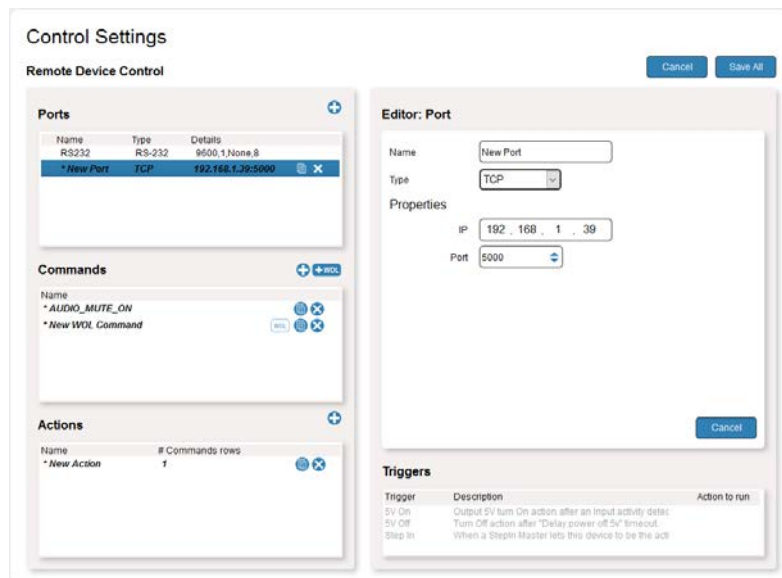 Control Settings
Remote Device Control
Cancel
Save All
Ports
Name Type Details
RS232 RS-232 9600,1,None,8
* New Port TCP 192.168.1.39:5000
Commands
+ WOL
Name
* AUDIO_MUTE_ON
* New WOL Command WOL
Actions
Name # Commands rows
* New Action 1
Editor: Port
Name New Port
Type TCP
Properties
IP 192 . 168 . 1 . 39
Port 5000
Cancel
Triggers
Trigger Description Action to run
5V On Output 5V turn On action after an Input activity detec
5V Off Turn Off action after "Delay power off 5v" timeout.
Step In When a StepIn Master lets this device to be the acti